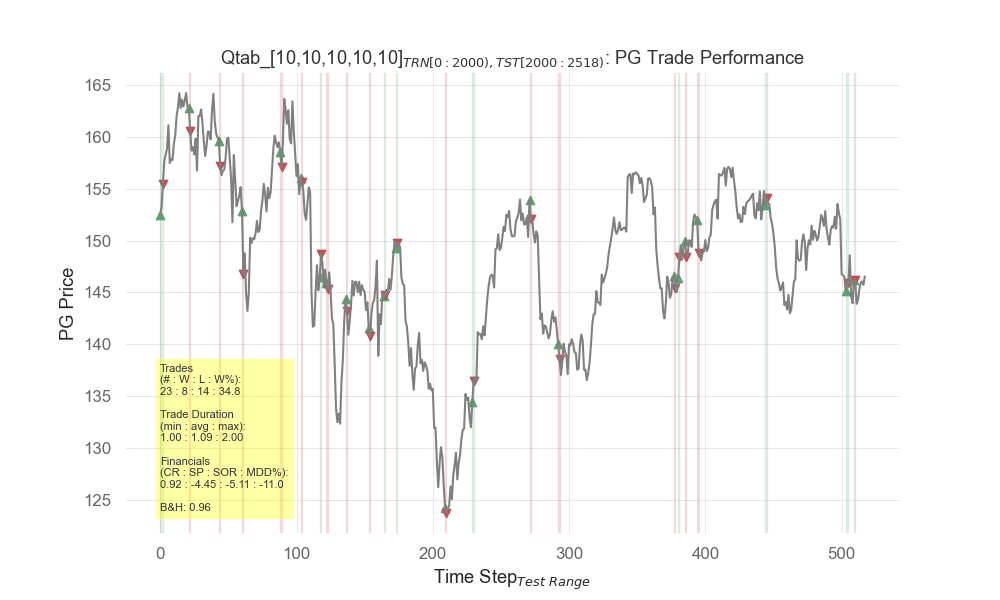 Qtab_[10,10,10,10,10]TRN[0 : 2000), TST[2000 : 2518): PG Trade Performance
165
160
155
150
145
140
135
130
125
PG Price
Trades
(# : W : L : W%):
23 : 8 : 14 : 34.8
Trade Duration
(min : avg : max):
1.00 : 1.09 : 2.00
Financials
(CR : SP : SOR : MDD%):
0.92 : -4.45 : -5.11 : -11.0
B&H: 0.96
0 100 200 300 400 500
Time StepTest Range